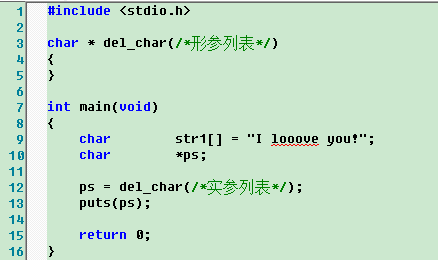 1 #include <stdio.h>
2
3 char * del_char(/*形参列表*/)
4 {
5 }
6
7 int main(void)
8 {
9     char        str1[] = "I looove you!";
10     char        *ps;
11
12     ps = del_char(/*实参列表*/);
13     puts(ps);
14
15     return 0;
16 }